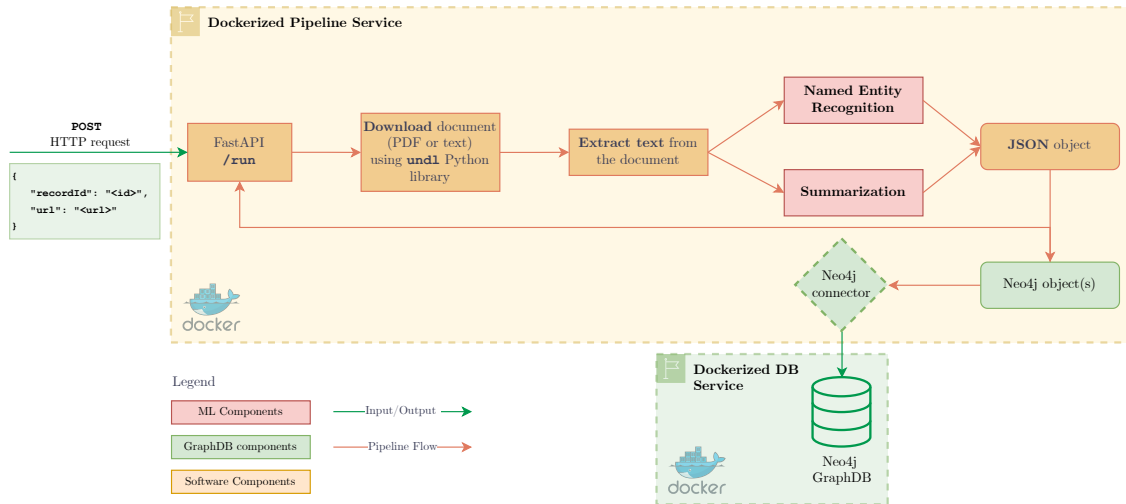 Dockerized Pipeline Service
POST
HTTP request
{
"recordId": "<id>",
"url": "<url>"
}
FastAPI
/run
Download document
(PDF or text)
using undl Python
library
Extract text from
the document
Named Entity
Recognition
Summarization
JSON object
Neo4j object(s)
Neo4j
connector
docker
Dockerized DB
Service
Neo4j
GraphDB
docker
Legend
ML Components
GraphDB components
Software Components
Input/Output
Pipeline Flow